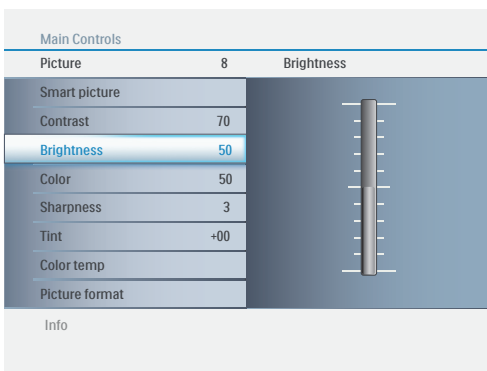 Main Controls
Picture 8 Brightness
Smart picture
Contrast 70
Brightness 50
Color 50
Sharpness 3
Tint +00
Color temp
Picture format
Info